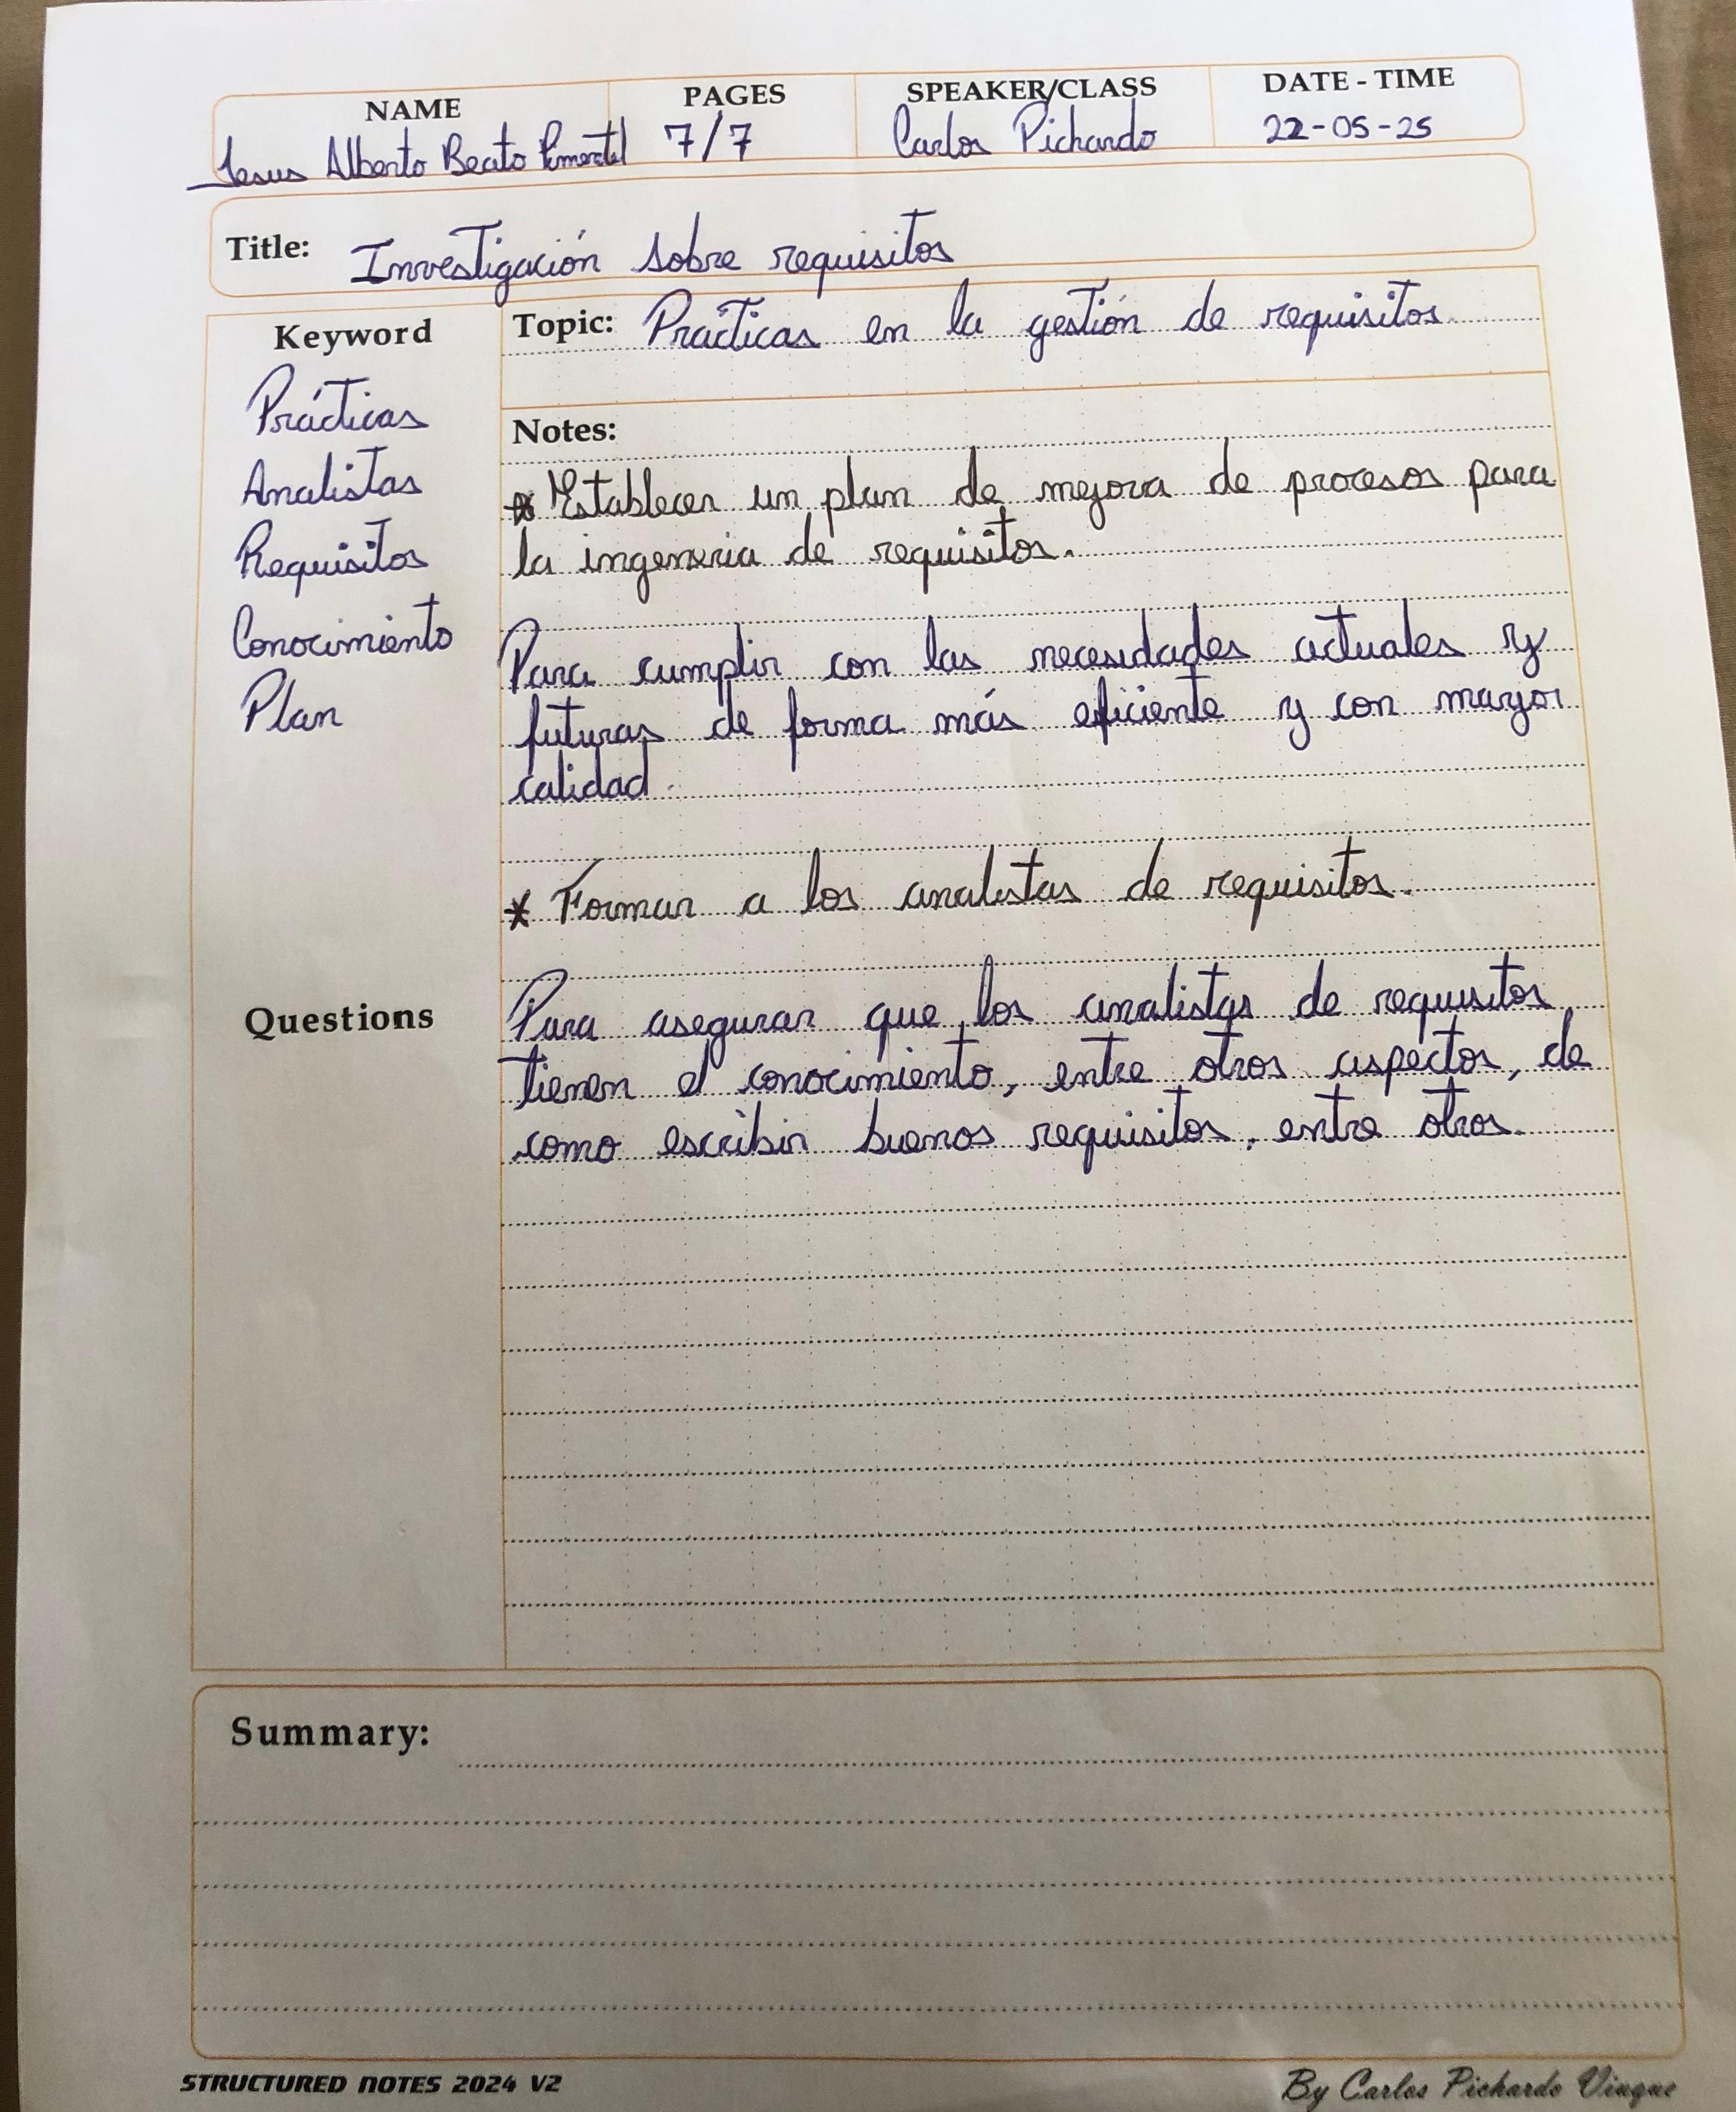 NAME PAGES SPEAKER/CLASS DATE - TIME
Jesus Alberto Beato Pimentel 7/7 Carlos Pichardo 22-05-25
Title: Investigación sobre requisitos
Keyword
Prácticas
Analistas
Requisitos
Conocimiento
Plan
Questions
Topic: Prácticas en la gestión de requisitos.
Notes:
* Establecer un plan de mejora de procesos para
la ingenieria de requisitos.
Para cumplir con las necesidades actuales y
futuras de forma más eficiente y con mayor
calidad.
* Formar a los analistas de requisitos.
Para asegurar que los analistas de requisitos
tienen el conocimiento, entre otros aspectos, de
como escribir buenos requisitos, entre otros.
Summary:
STRUCTURED NOTES 2024 V2
By Carlos Pichardo Viuque